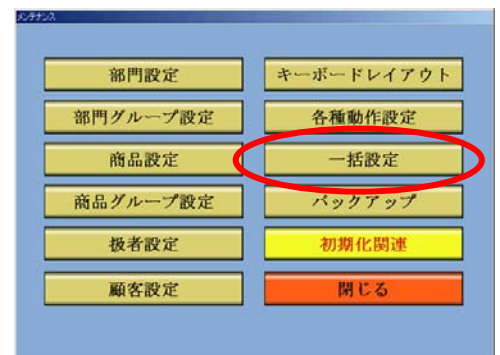 メンテナンス
部門設定
キーボードレイアウト
部門グループ設定
各種動作設定
商品設定
一括設定
商品グループ設定
バックアップ
扱者設定
初期化関連
顧客設定
閉じる